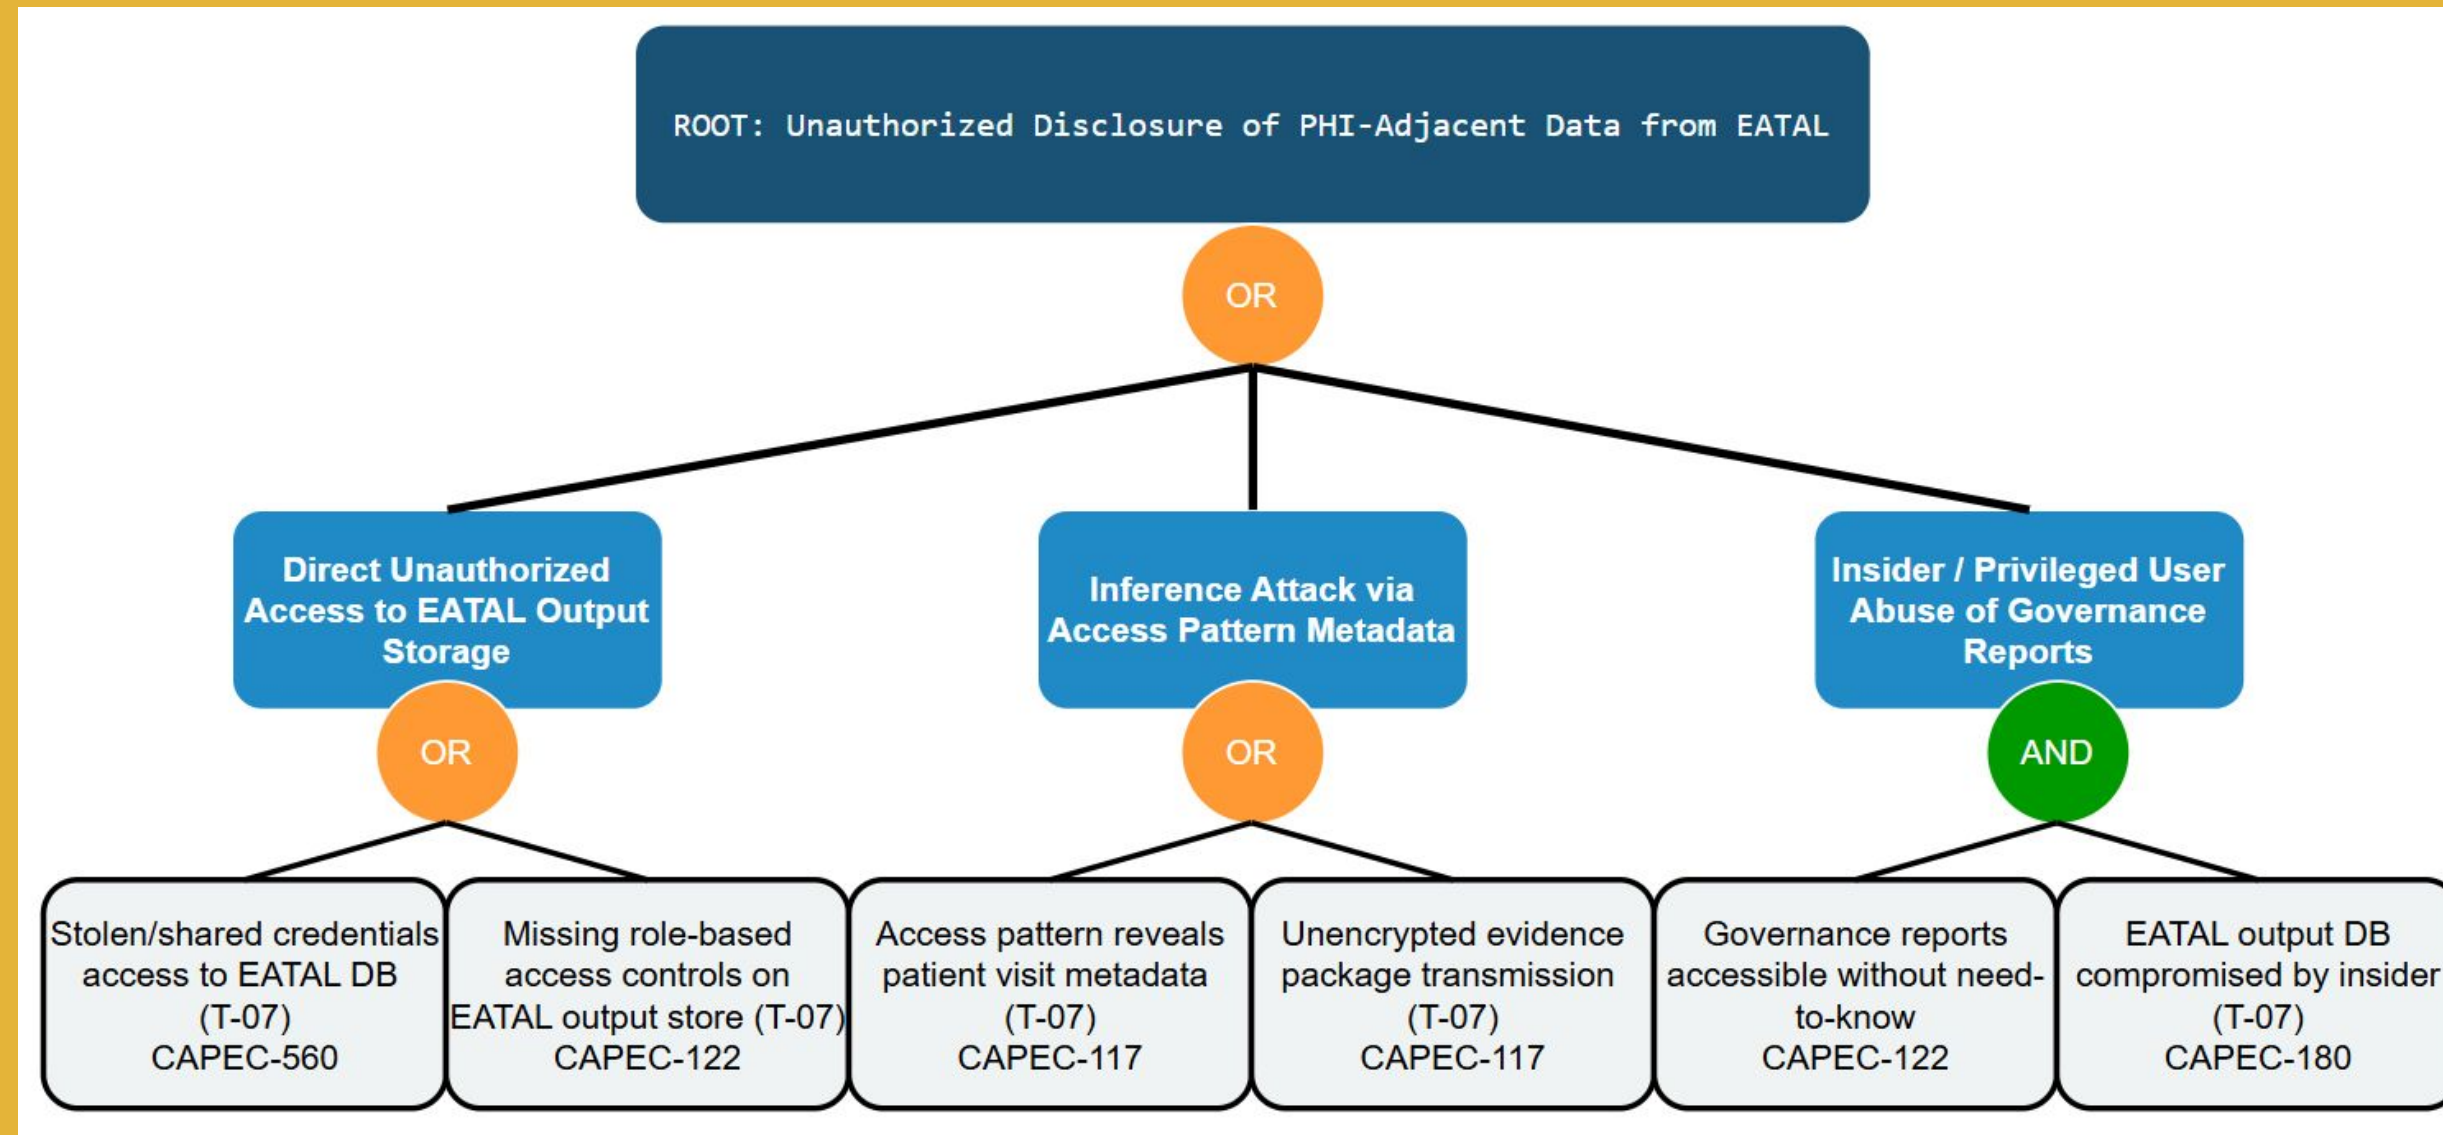 ROOT: Unauthorized Disclosure of PHI-Adjacent Data from EATAL
OR
Direct Unauthorized
Access to EATAL Output
Storage
OR
Inference Attack via
Access Pattern Metadata
OR
Insider / Privileged User
Abuse of Governance
Reports
AND
Stolen/shared credentials
access to EATAL DB
(T-07)
CAPEC-560
Missing role-based
access controls on
EATAL output store (T-07)
CAPEC-122
Access pattern reveals
patient visit metadata
(T-07)
CAPEC-117
Unencrypted evidence
package transmission
(T-07)
CAPEC-117
Governance reports
accessible without need-
to-know
CAPEC-122
EATAL output DB
compromised by insider
(T-07)
CAPEC-180